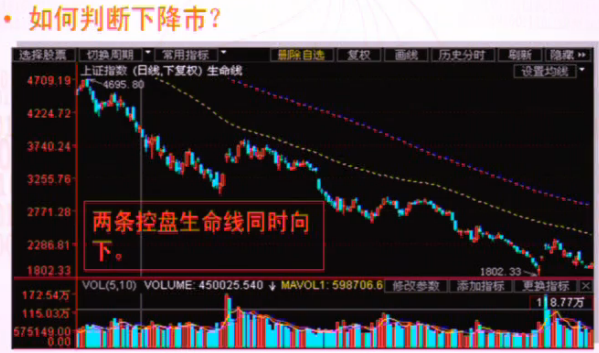 • 如何判断下降市？
选择股票 切换周期 常用指标 删除自选 复权 画线 历史分时 刷新 隐藏
上证指数 (日线,下复权) 生命线 设置均线
4709.19
4695.80
4224.72
3740.24
3255.76
2771.28
2286.81
1802.33
两条控盘生命线同时向
下。
1802.33
VOL(5,10) VOLUME: 450025.540 ↓ MAVOL1: 598706.6 修改参数 添加指标 更换指标 ×
172.54万
115.03万
575149.00
0.00